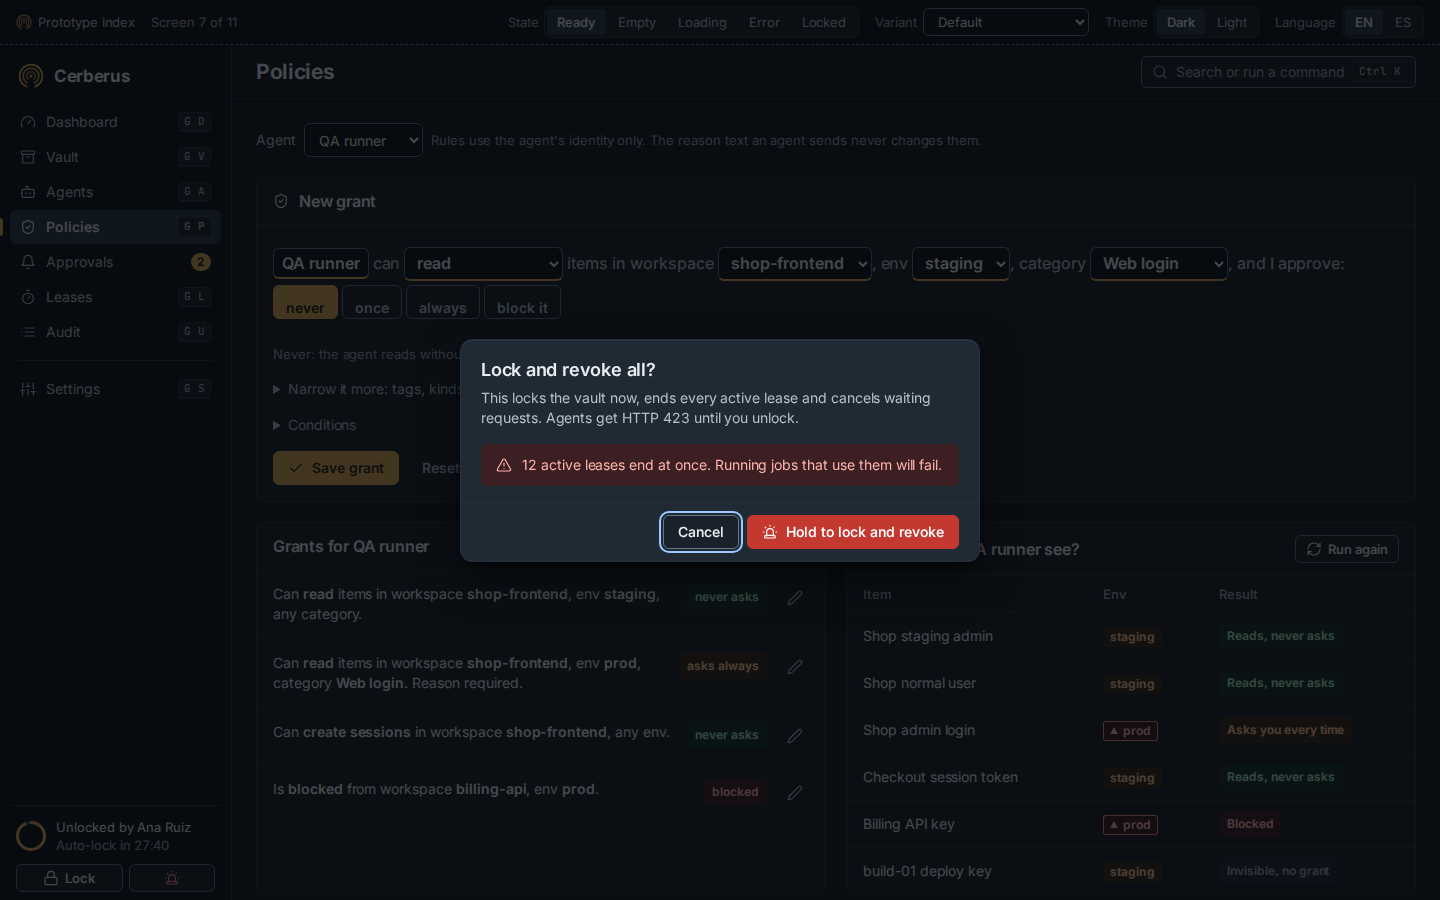 Prototype index Screen 7 of 11 State Ready Empty Loading Error Locked Variant Default Theme Dark Light Language EN ES
Cerberus
Policies
Search or run a command Ctrl K
Dashboard G D
Vault G V
Agents G A
Policies G P
Approvals 2
Leases G L
Audit G U
Settings G S
Unlocked by Ana Ruiz
Auto-lock in 27:40
Lock
Agent QA runner Rules use the agent's identity only. The reason text an agent sends never changes them.
New grant
QA runner can read items in workspace shop-frontend, env staging, category Web login, and I approve:
never once always block it
Never: the agent reads withou
Narrow it more: tags, kinds
Conditions
Save grant Reset
Lock and revoke all?
This locks the vault now, ends every active lease and cancels waiting
requests. Agents get HTTP 423 until you unlock.
12 active leases end at once. Running jobs that use them will fail.
Cancel Hold to lock and revoke
Grants for QA runner
Can read items in workspace shop-frontend, env staging,
any category.
never asks
Can read items in workspace shop-frontend, env prod,
category Web login. Reason required.
asks always
Can create sessions in workspace shop-frontend, any env.
never asks
Is blocked from workspace billing-api, env prod.
blocked
A runner see?
Run again
Item Env Result
Shop staging admin staging Reads, never asks
Shop normal user staging Reads, never asks
Shop admin login prod Asks you every time
Checkout session token staging Reads, never asks
Billing API key prod Blocked
build-01 deploy key staging Invisible, no grant